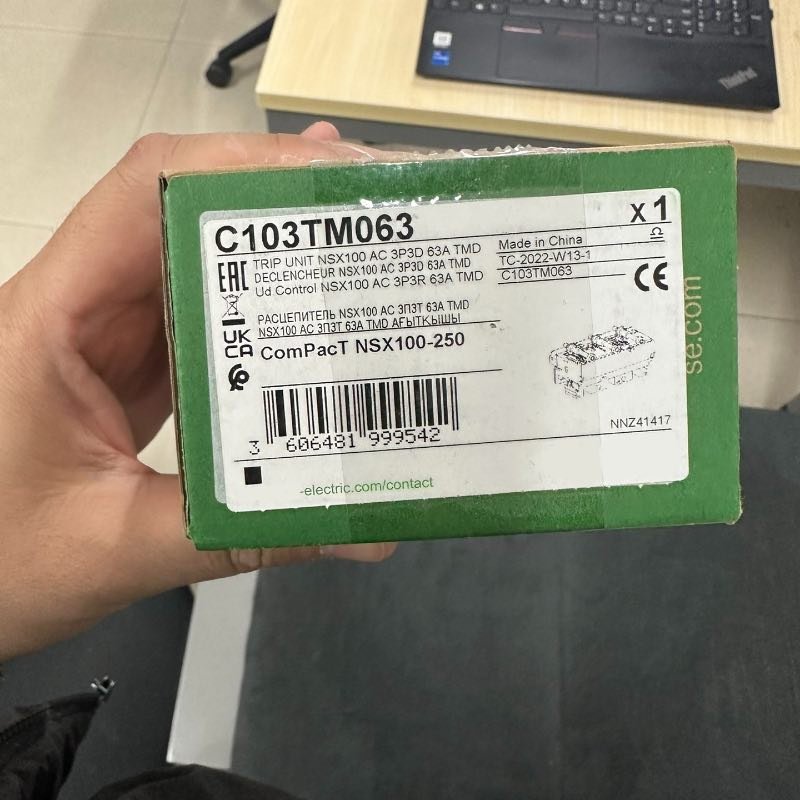 C103TM063
x 1
TRIP UNIT NSX100 AC 3P3D 63A TMD
DECLENCHEUR NSX100 AC 3P3D 63A TMD
Ud Control NSX100 AC 3P3R 63A TMD
Made in China
TC-2022-W13-1
C103TM063
EAC
CE
РАСЦЕПИТЕЛЬ NSX100 AC 3П3Т 63A TMD
NSX100 AC 3П3Т 63A TMD АҒЫТҚЫШЫ
UK
CA
ComPacT NSX100-250
3 606481 999542
NNZ41417
-electric.com/contact
se.com
ThinkPad